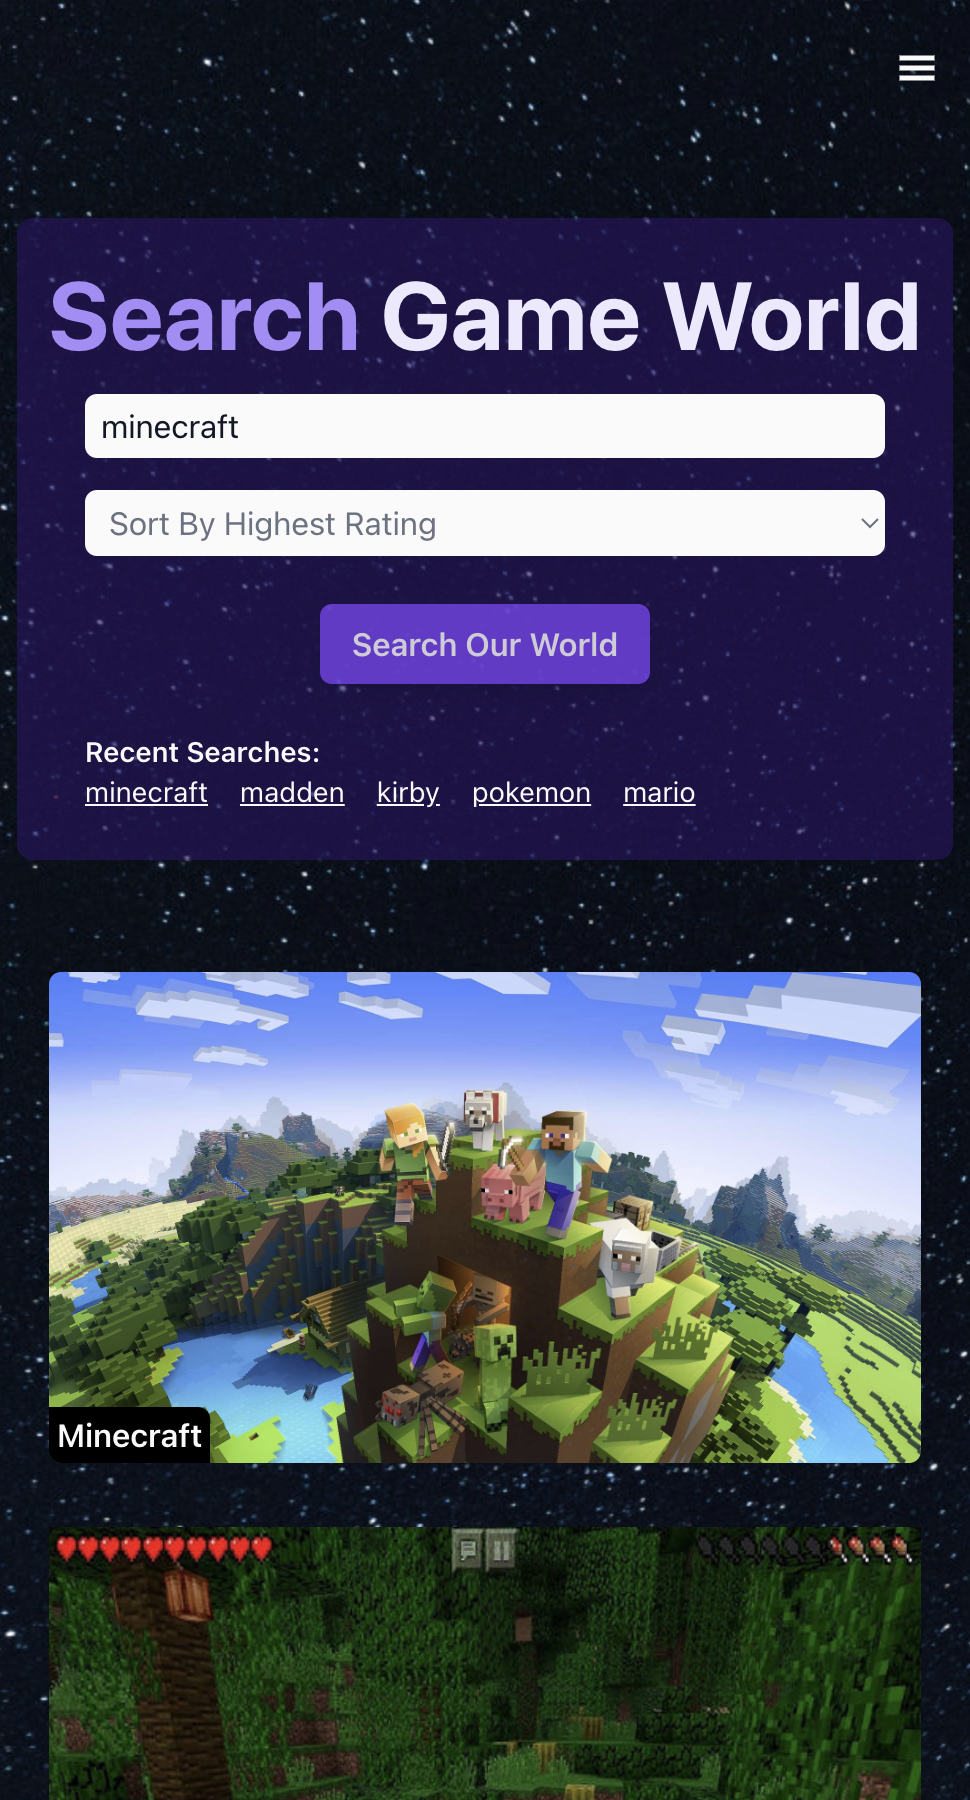 Search Game World
minecraft
Sort By Highest Rating
Search Our World
Recent Searches:
minecraft madden kirby pokemon mario
Minecraft